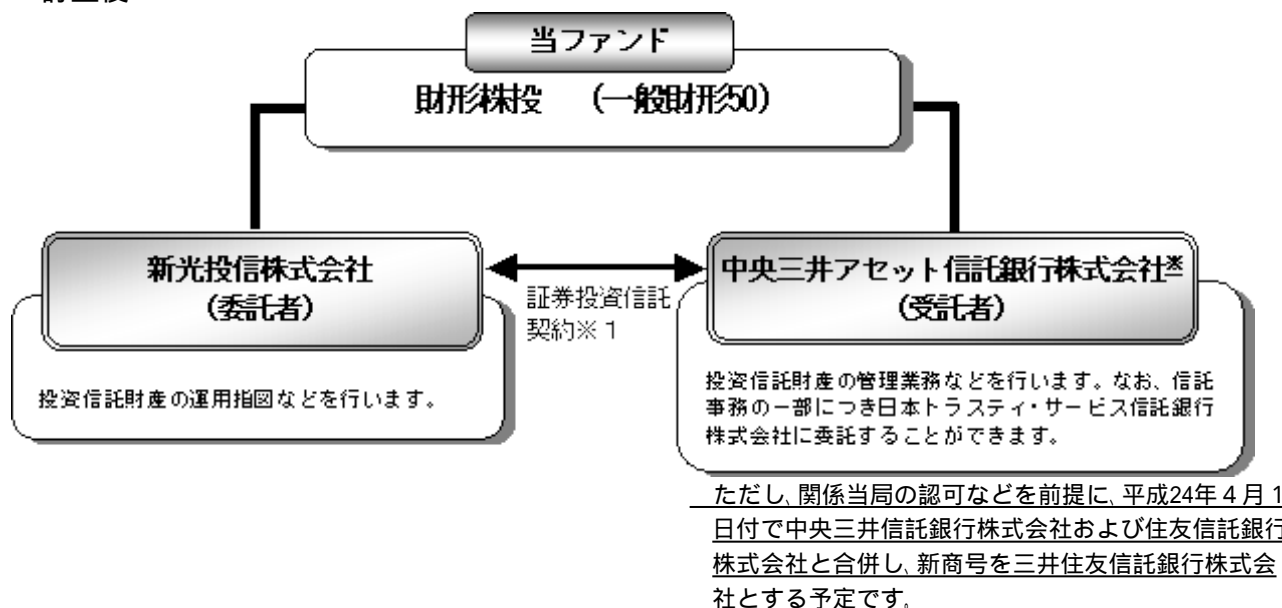 当ファンド
財形株投 （一般財形50）
新光投信株式会社
（委託者）
証券投資信託
契約※１
中央三井アセット信託銀行株式会社※
（受託者）
投資信託財産の運用指図などを行います。
投資信託財産の管理業務などを行います。なお、信託
事務の一部につき日本トラスティ・サービス信託銀行
株式会社に委託することができます。
ただし、関係当局の認可などを前提に、平成24年４月１
日付で中央三井信託銀行株式会社および住友信託銀行
株式会社と合併し、新商号を三井住友信託銀行株式会
社とする予定です。